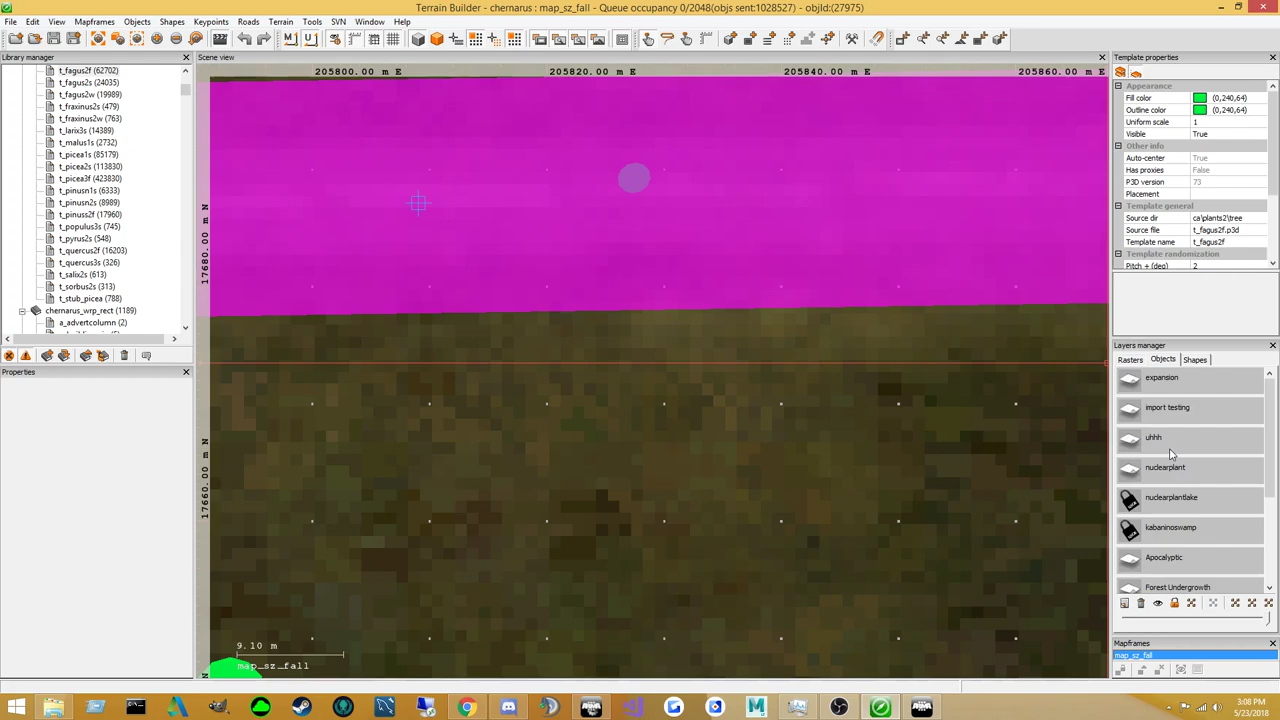 Terrain Builder - chernarus : map_sz_fall - Queue occupancy 0/2048(objs sent:1028527) - objId:(27975)
File Edit View Mapframes Objects Shapes Keypoints Roads Terrain Tools SVN Window Help
Library manager
t_fagus2f (62702)
t_fagus2s (24035)
t_fagus2w (19989)
t_fraxinus2s (479)
t_fraxinus2w (763)
t_larix3s (14389)
t_malus1s (2732)
t_picea1s (85179)
t_picea2s (113830)
t_picea3f (423830)
t_pinusn1s (6333)
t_pinusn2s (8989)
t_pinuss2f (17960)
t_populus3s (745)
t_pyrus2s (548)
t_quercus2f (16203)
t_quercus3s (326)
t_salix2s (613)
t_sorbus2s (313)
t_stub_picea (788)
chernarus_wrp_rect (1189)
a_advertcolumn (2)
Properties
Scene view
205800.00 m E 205820.00 m E 205840.00 m E 205860.00 m E
17680.00 m N
17660.00 m N
9.10 m
map_sz_fall
Template properties
Appearance
Fill color (0,240,64)
Outline color (0,240,64)
Uniform scale 1
Visible True
Other info
Auto-center True
Has proxies False
P3D version 73
Placement
Template general
Source dir ca\plants2\tree
Source file t_fagus2f.p3d
Template name t_fagus2f
Template randomization
Pitch + (deg) 2
Layers manager
Rasters Objects Shapes
expansion
import testing
uhhh
nuclearplant
nuclearplantlake
kabaninoswamp
Apocalyptic
Forest Undergrowth
Mapframes
map_sz_fall
3:08 PM
5/23/2018